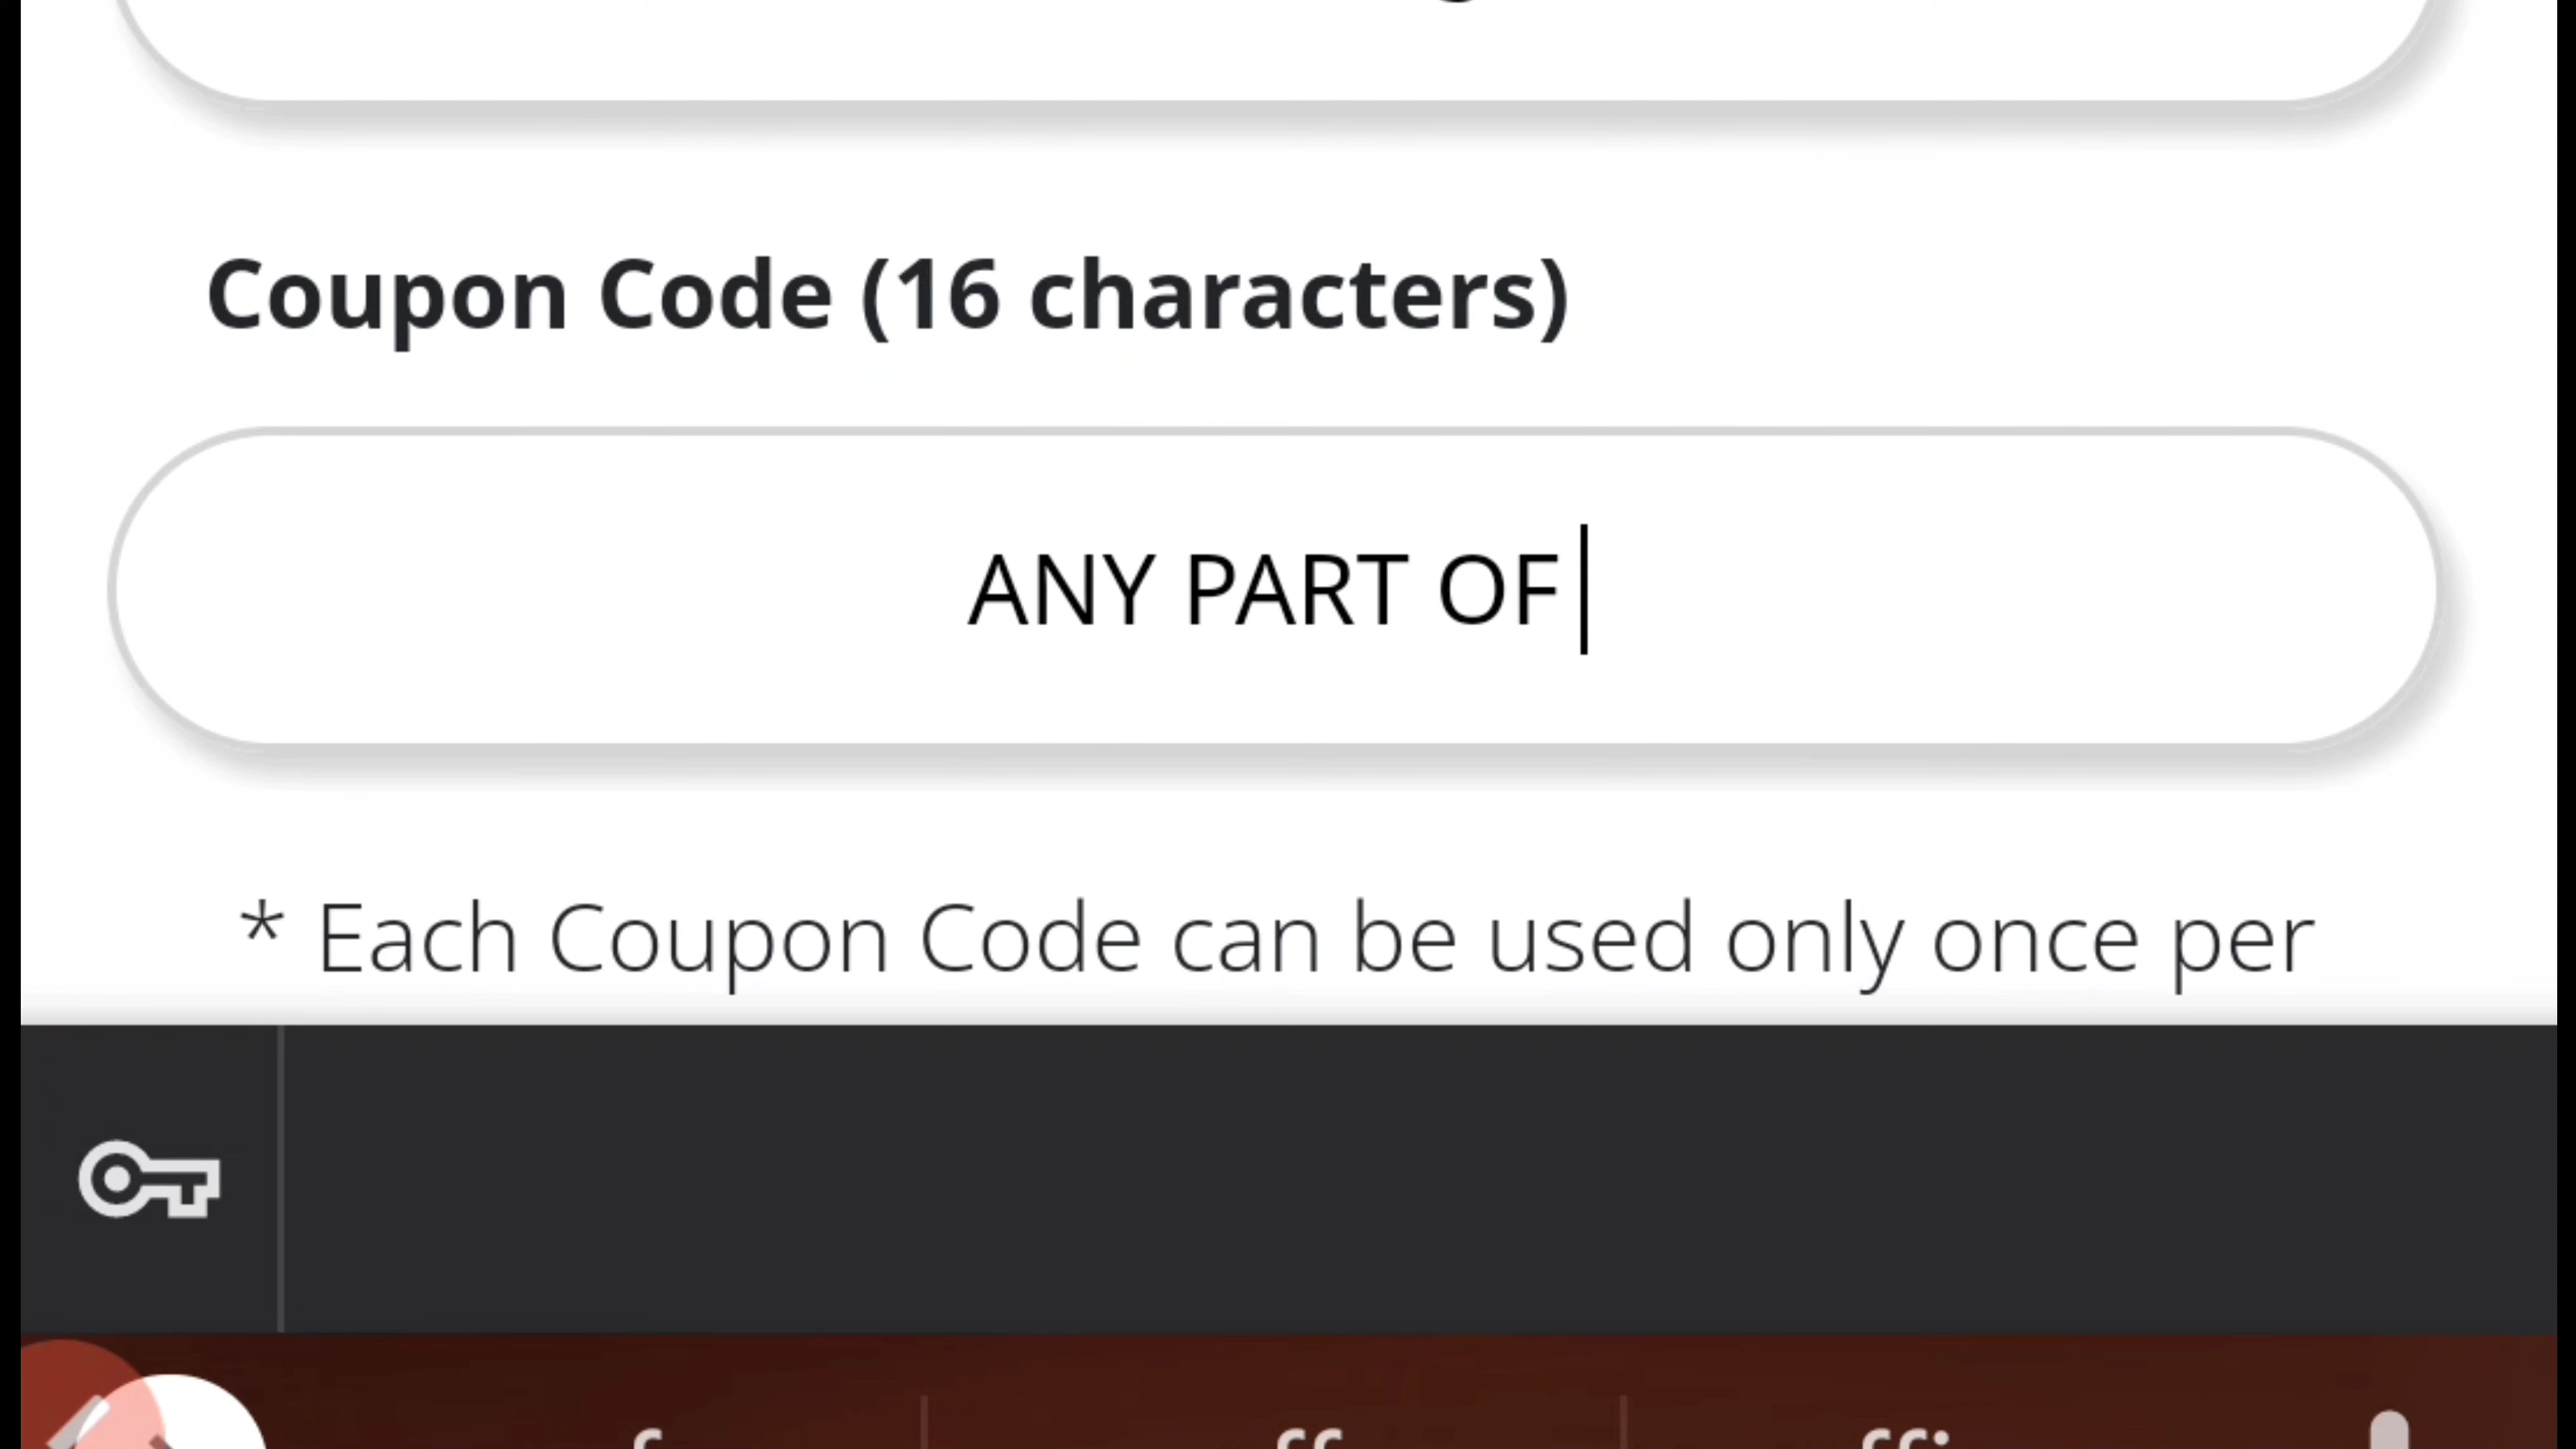 Coupon Code (16 characters)
ANY PART OF
* Each Coupon Code can be used only once per